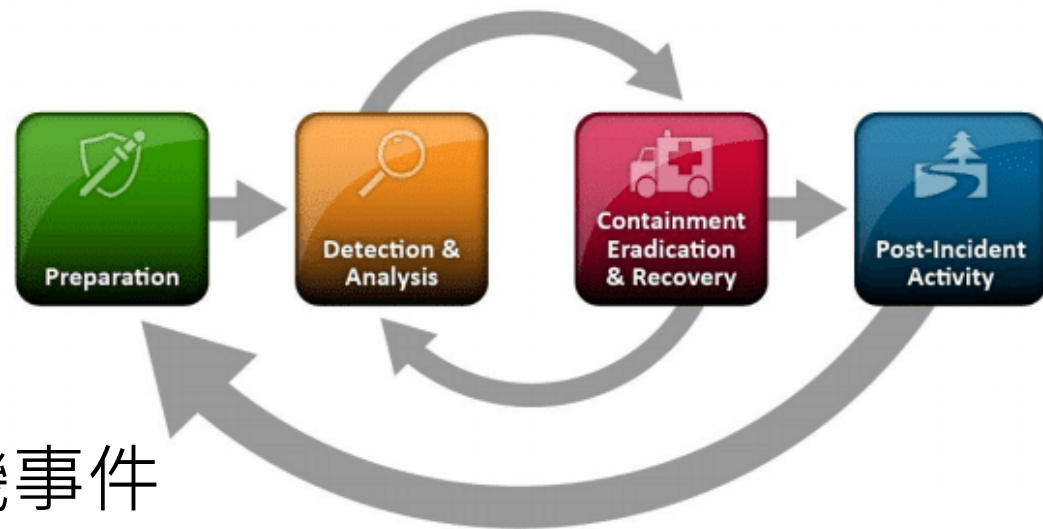 Preparation
Detection &
Analysis
Containment
Eradication
& Recovery
Post-Incident
Activity
事件